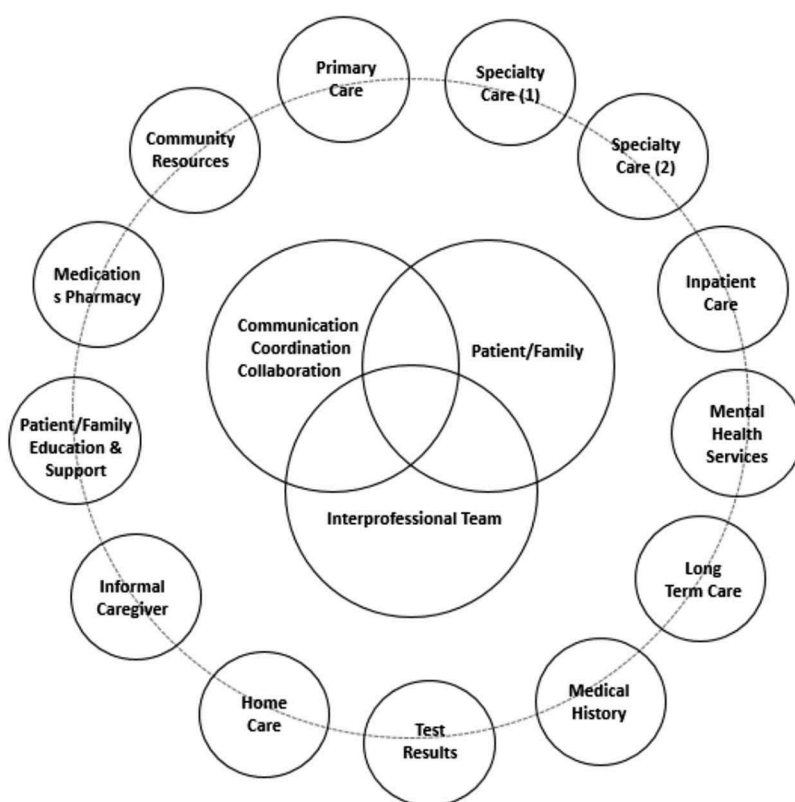 Primary
Care
Specialty
Care (1)
Specialty
Care (2)
Community
Resources
Medication
s Pharmacy
Inpatient
Care
Communication
Coordination
Collaboration
Patient/Family
Patient/Family
Education &
Support
Mental
Health
Services
Interprofessional Team
Informal
Caregiver
Long
Term Care
Home
Care
Test
Results
Medical
History